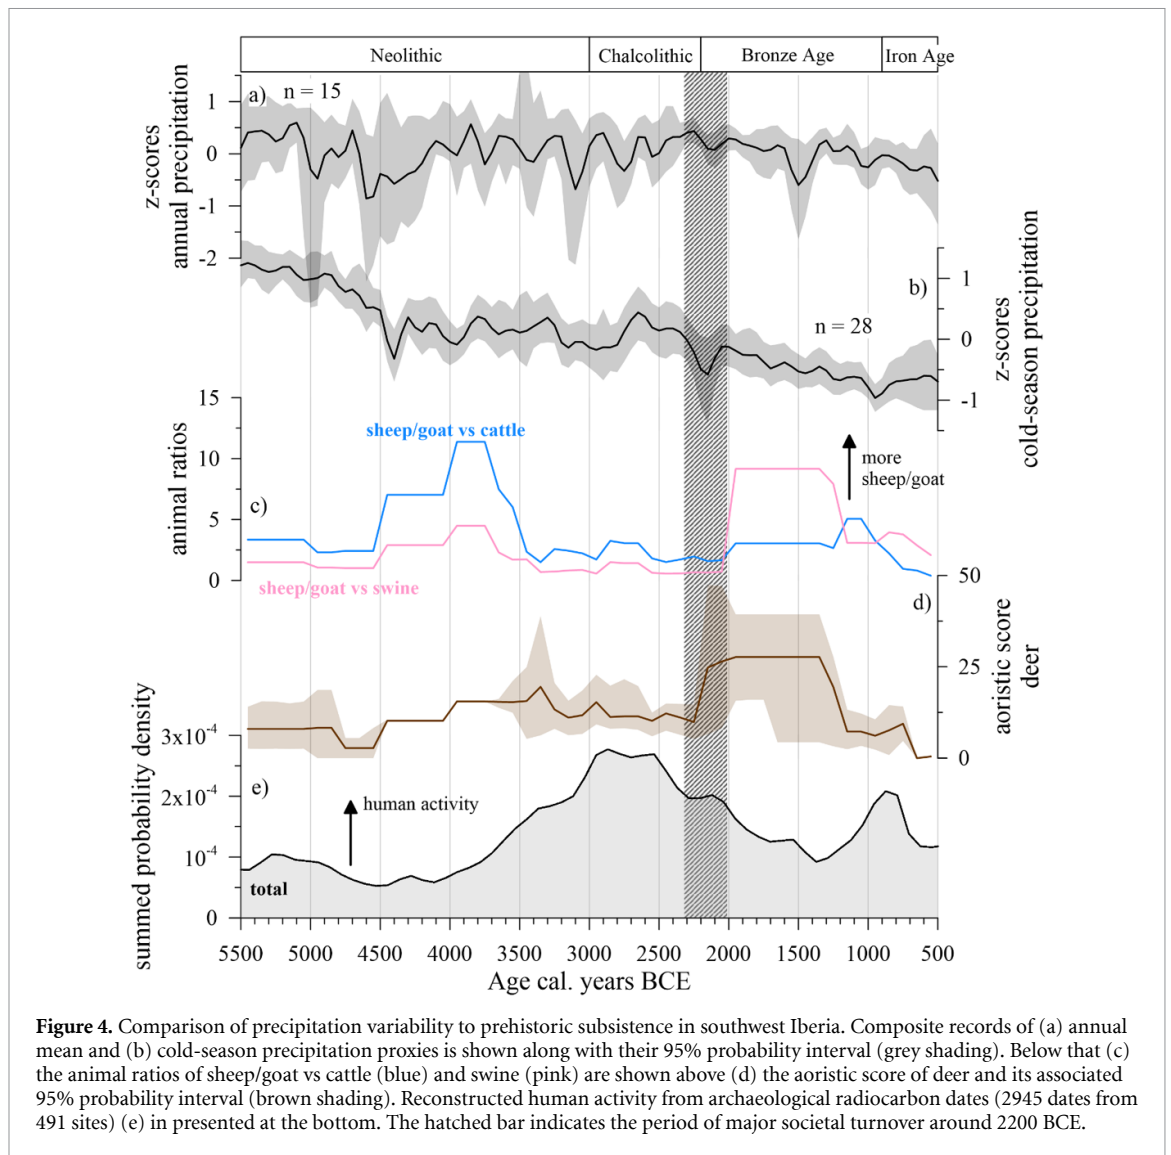 Neolithic Chalcolithic Bronze Age Iron Age
a) n = 15
1
0
-1
-2
z-scores
annual precipitation
b)
n = 28
1
0
-1
z-scores
cold-season precipitation
15
10
5
0
animal ratios
sheep/goat vs cattle
c)
sheep/goat vs swine
more
sheep/goat
d)
50
25
0
aoristic score
deer
3x10⁻⁴
2x10⁻⁴
10⁻⁴
0
summed probability density
e)
human activity
total
5500 5000 4500 4000 3500 3000 2500 2000 1500 1000
Age cal. years BCE
Figure 4. Comparison of precipitation variability to prehistoric subsistence in southwest Iberia. Composite records of (a) annual
mean and (b) cold-season precipitation proxies is shown along with their 95% probability interval (grey shading). Below that (c)
the animal ratios of sheep/goat vs cattle (blue) and swine (pink) are shown above (d) the aoristic score of deer and its associated
95% probability interval (brown shading). Reconstructed human activity from archaeological radiocarbon dates (2945 dates from
491 sites) (e) in presented at the bottom. The hatched bar indicates the period of major societal turnover around 2200 BCE.